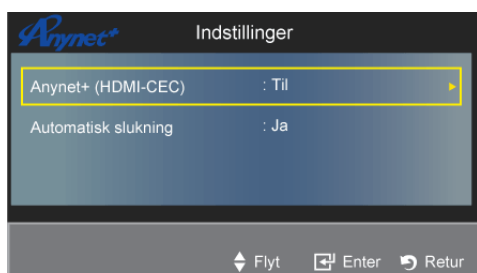 Anynet+ Indstillinger
Anynet+ (HDMI-CEC) : Til
Automatisk slukning : Ja
Flyt Enter Retur